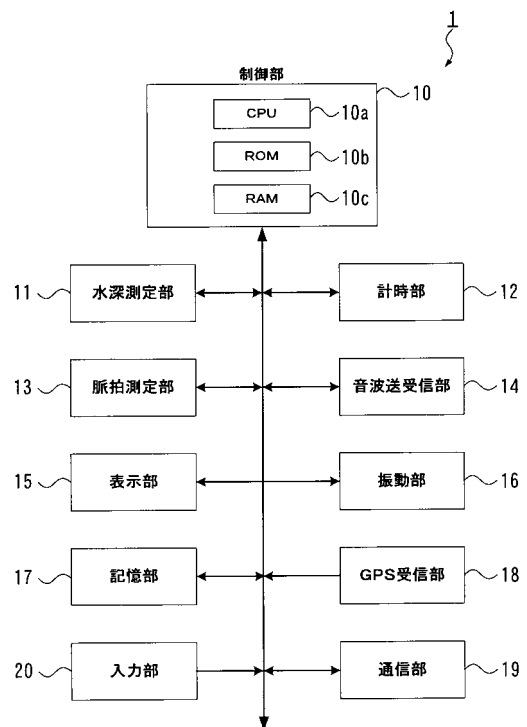 1
制御部
10
CPU
10a
ROM
10b
RAM
10c
11
水深測定部
計時部
12
13
脈拍測定部
音波送受信部
14
15
表示部
振動部
16
17
記憶部
GPS受信部
18
20
入力部
通信部
19